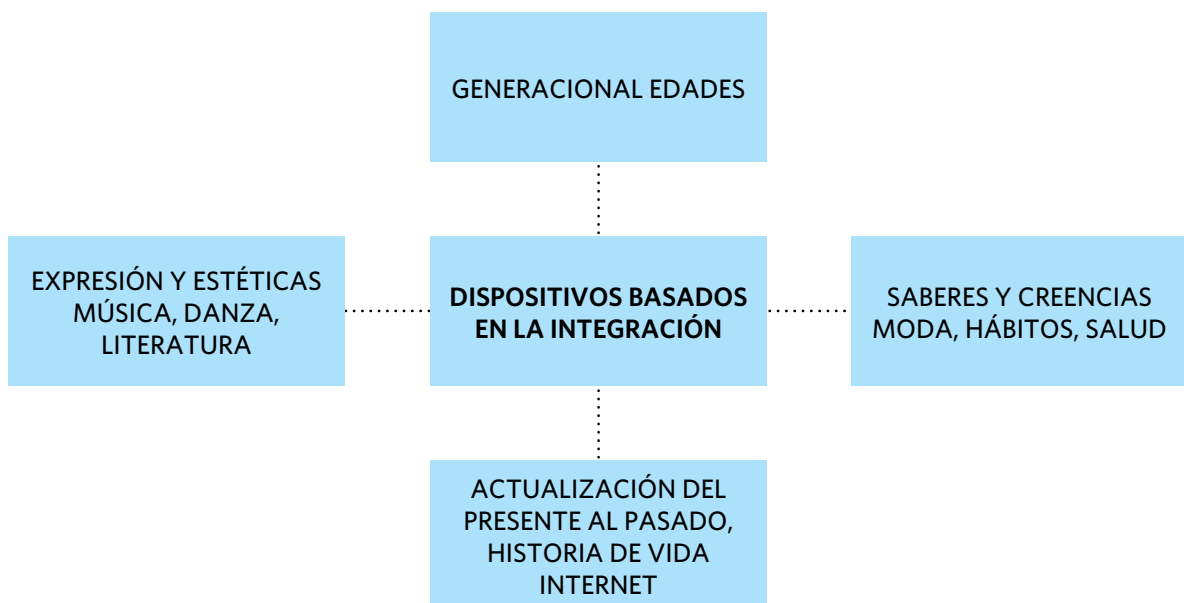 GENERACIONAL EDADES
EXPRESIÓN Y ESTÉTICAS
MÚSICA, DANZA,
LITERATURA
DISPOSITIVOS BASADOS
EN LA INTEGRACIÓN
SABERES Y CREENCIAS
MODA, HÁBITOS, SALUD
ACTUALIZACIÓN DEL
PRESENTE AL PASADO,
HISTORIA DE VIDA
INTERNET